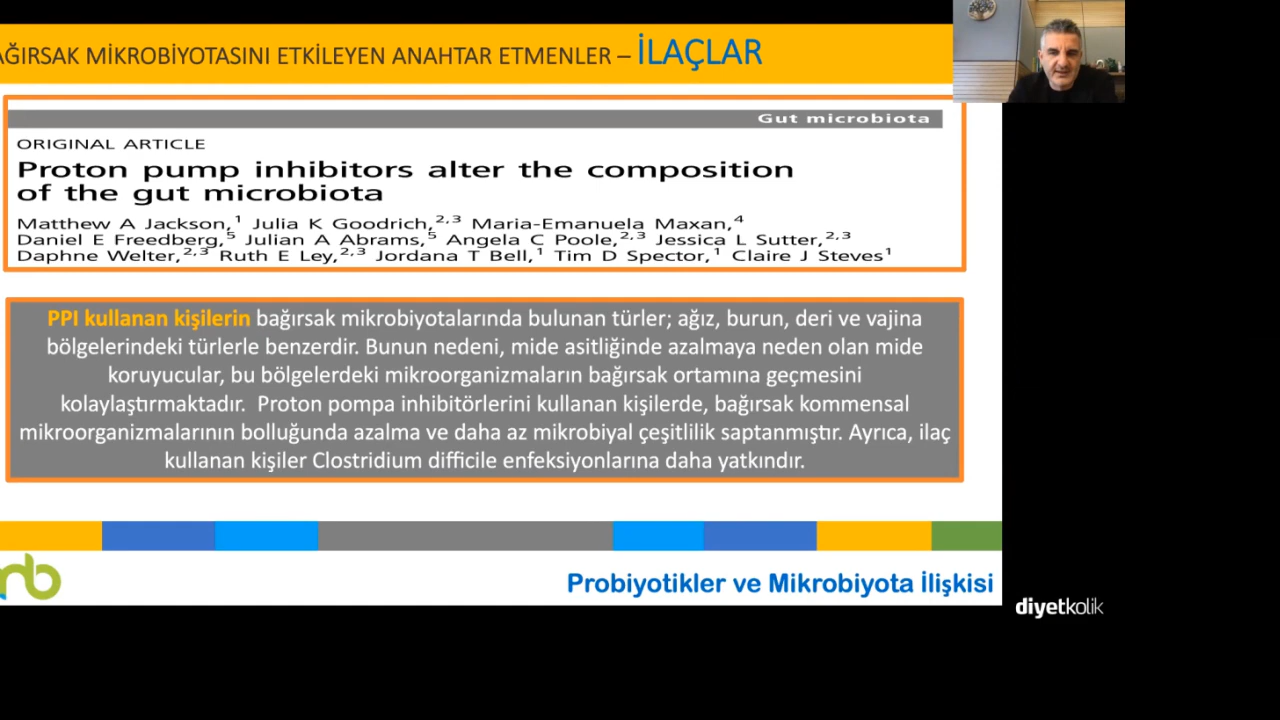 AĞIRSAK MİKROBİYOTASINI ETKİLEYEN ANAHTAR ETMENLER – İLAÇLAR
Gut microbiota
ORIGINAL ARTICLE
Proton pump inhibitors alter the composition
of the gut microbiota
Matthew A Jackson,1 Julia K Goodrich,2,3 Maria-Emanuela Maxan,4
Daniel E Freedberg,5 Julian A Abrams,5 Angela C Poole,2,3 Jessica L Sutter,2,3
Daphne Welter,2,3 Ruth E Ley,2,3 Jordana T Bell,1 Tim D Spector,1 Claire J Steves1
PPI kullanan kişilerin bağırsak mikrobiyotalarında bulunan türler; ağız, burun, deri ve vajina
bölgelerindeki türlerle benzerdir. Bunun nedeni, mide asitliğinde azalmaya neden olan mide
koruyucular, bu bölgelerdeki mikroorganizmaların bağırsak ortamına geçmesini
kolaylaştırmaktadır. Proton pompa inhibitörlerini kullanan kişilerde, bağırsak kommensal
mikroorganizmalarının bolluğunda azalma ve daha az mikrobiyal çeşitlilik saptanmıştır. Ayrıca, ilaç
kullanan kişiler Clostridium difficile enfeksiyonlarına daha yatkındır.
Probiyotikler ve Mikrobiyota İlişkisi
diyetkolik